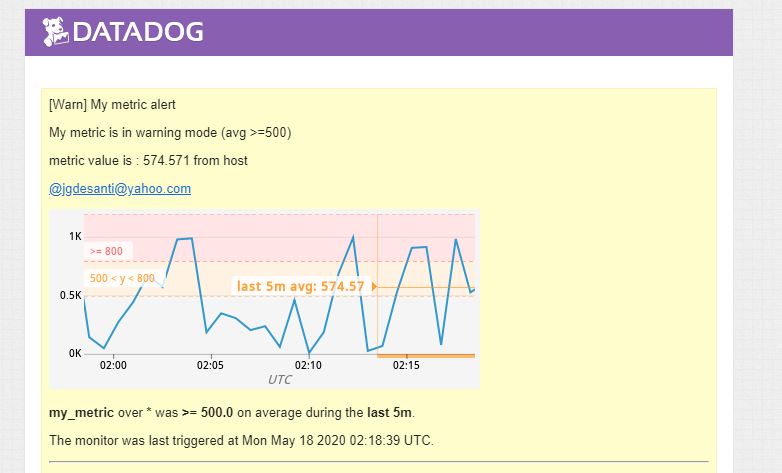 DATADOG
[Warn] My metric alert
My metric is in warning mode (avg >=500)
metric value is : 574.571 from host
@jgdesanti@yahoo.com
1K
>= 800
500 < y < 800
last 5m avg: 574.57
0.5K
0K
02:00 02:05 02:10 02:15
UTC
my_metric over * was >= 500.0 on average during the last 5m.
The monitor was last triggered at Mon May 18 2020 02:18:39 UTC.